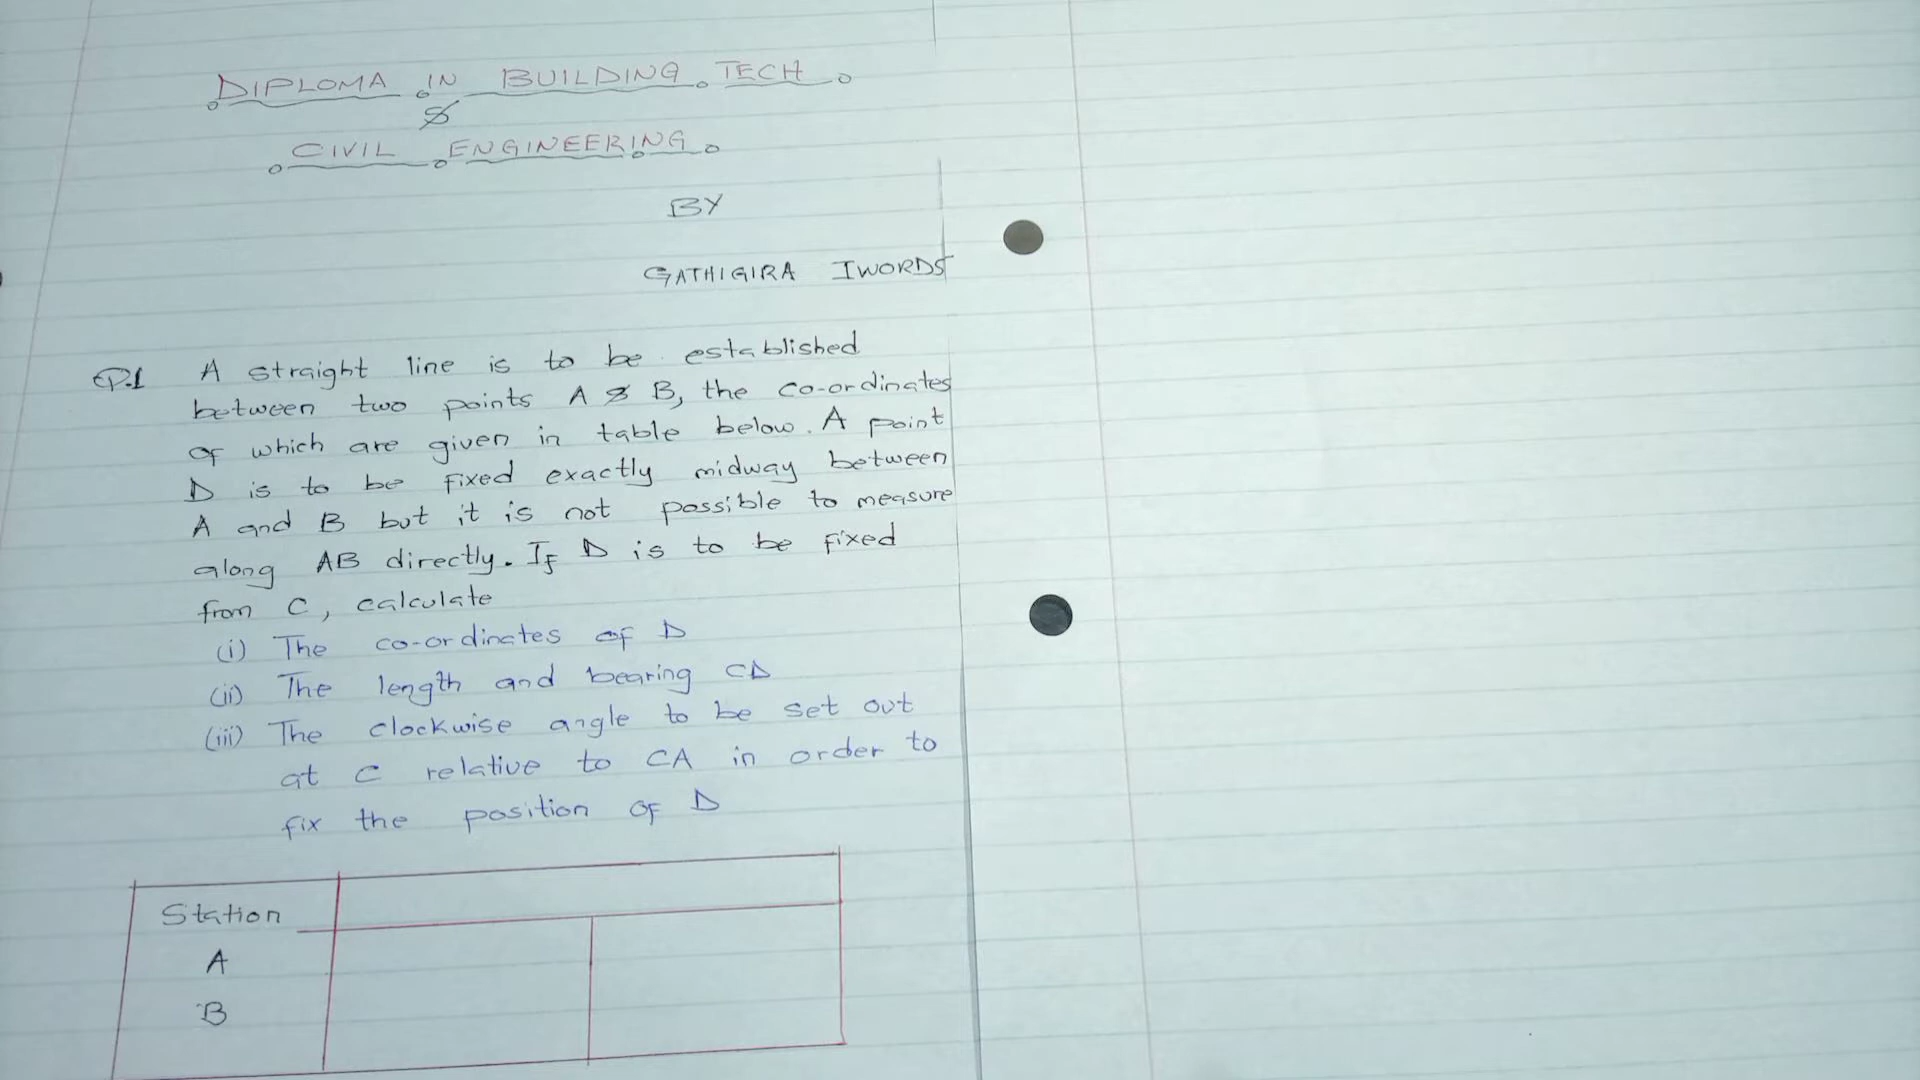 DIPLOMA IN BUILDING TECH
&
CIVIL ENGINEERING
BY
GATHIGIRA IWORDS
Q.1 A straight line is to be established
between two points A & B, the co-ordinates
of which are given in table below. A point
D is to be fixed exactly midway between
A and B but it is not possible to measure
along AB directly. If D is to be fixed
from C, calculate
(i) The co-ordinates of D
(ii) The length and bearing CD
(iii) The clockwise angle to be set out
at C relative to CA in order to
fix the position of D
Station
A
B